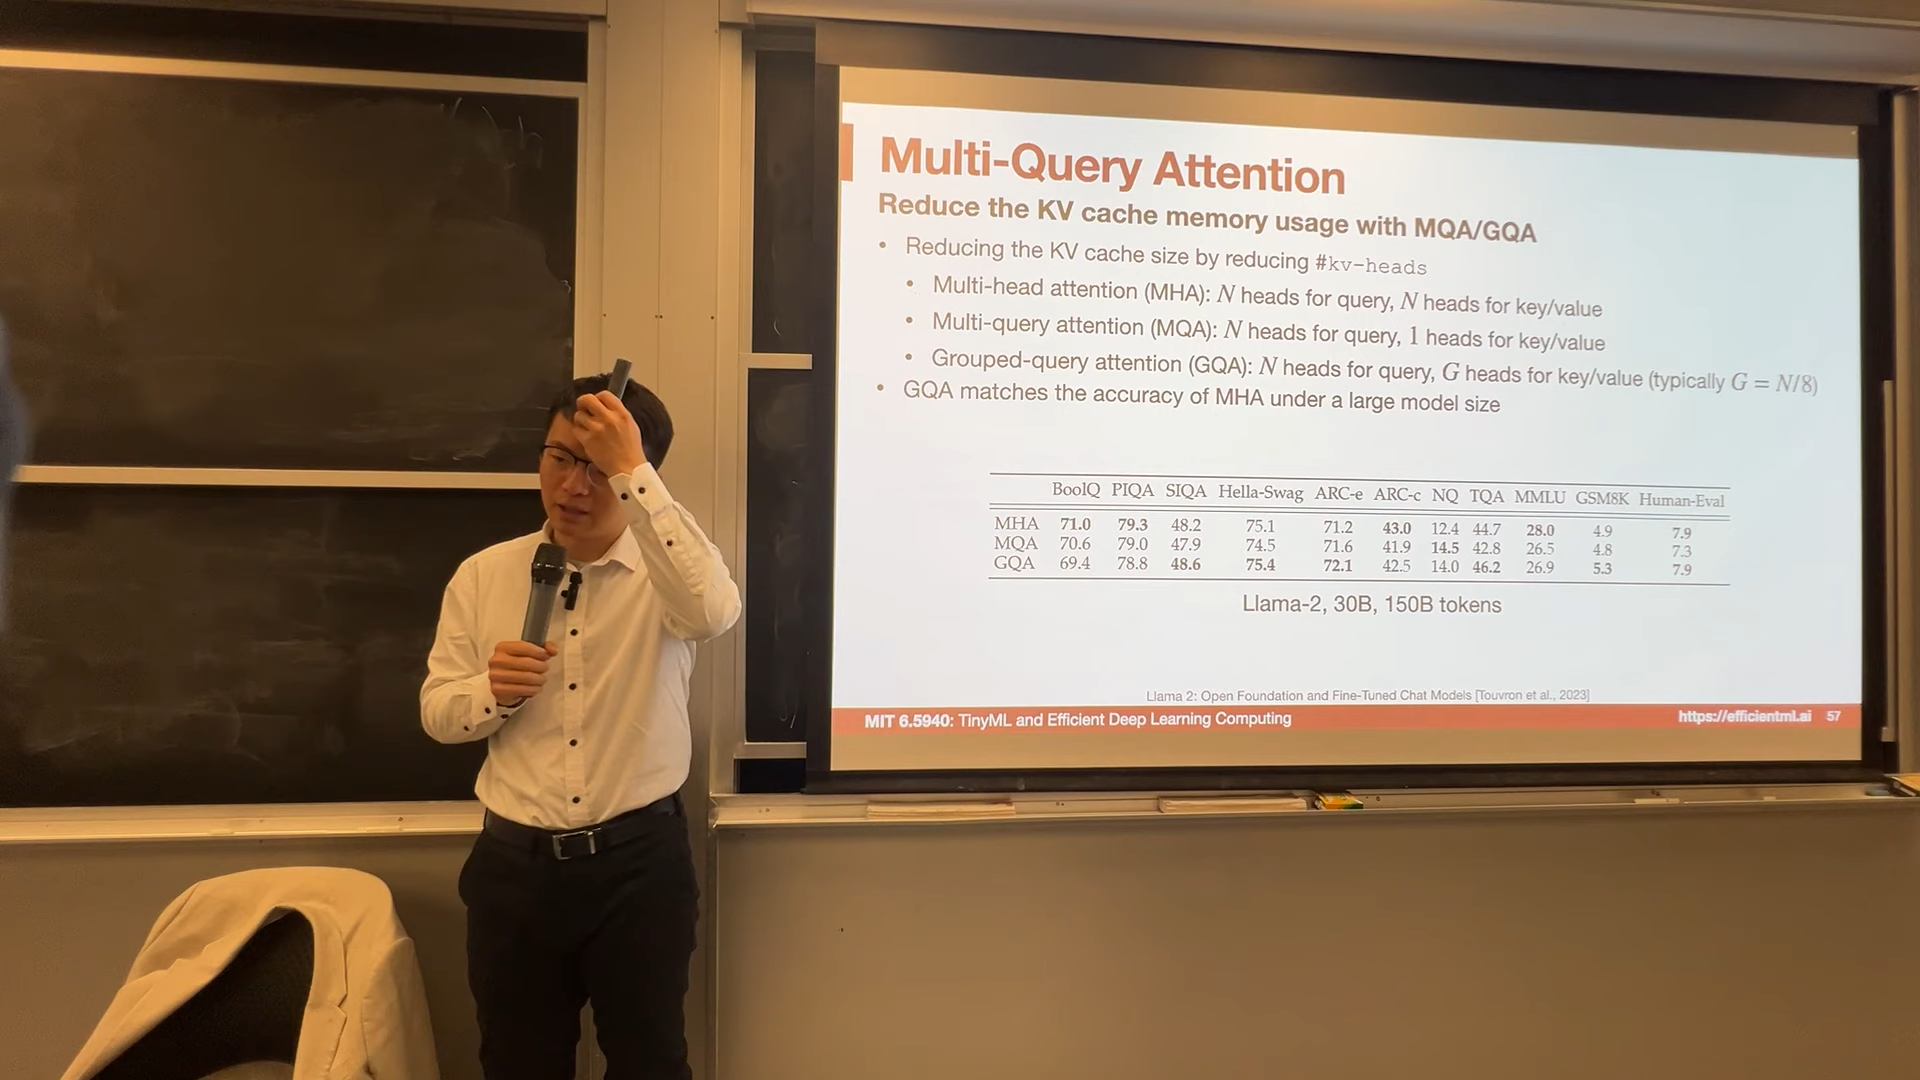 Multi-Query Attention
Reduce the KV cache memory usage with MQA/GQA
• Reducing the KV cache size by reducing #kv-heads
• Multi-head attention (MHA): N heads for query, N heads for key/value
• Multi-query attention (MQA): N heads for query, 1 heads for key/value
• Grouped-query attention (GQA): N heads for query, G heads for key/value (typically G = N/8)
• GQA matches the accuracy of MHA under a large model size
BoolQ PIQA SIQA Hella-Swag ARC-e ARC-c NQ TQA MMLU GSM8K Human-Eval
MHA 71.0 79.3 48.2 75.1 71.2 43.0 12.4 44.7 28.0 4.9 7.9
MQA 70.6 79.0 47.9 74.5 71.6 41.9 14.5 42.8 26.5 4.8 7.3
GQA 69.4 78.8 48.6 75.4 72.1 42.5 14.0 46.2 26.9 5.3 7.9
Llama-2, 30B, 150B tokens
Llama 2: Open Foundation and Fine-Tuned Chat Models [Touvron et al., 2023]
MIT 6.5940: TinyML and Efficient Deep Learning Computing https://efficientml.ai 57